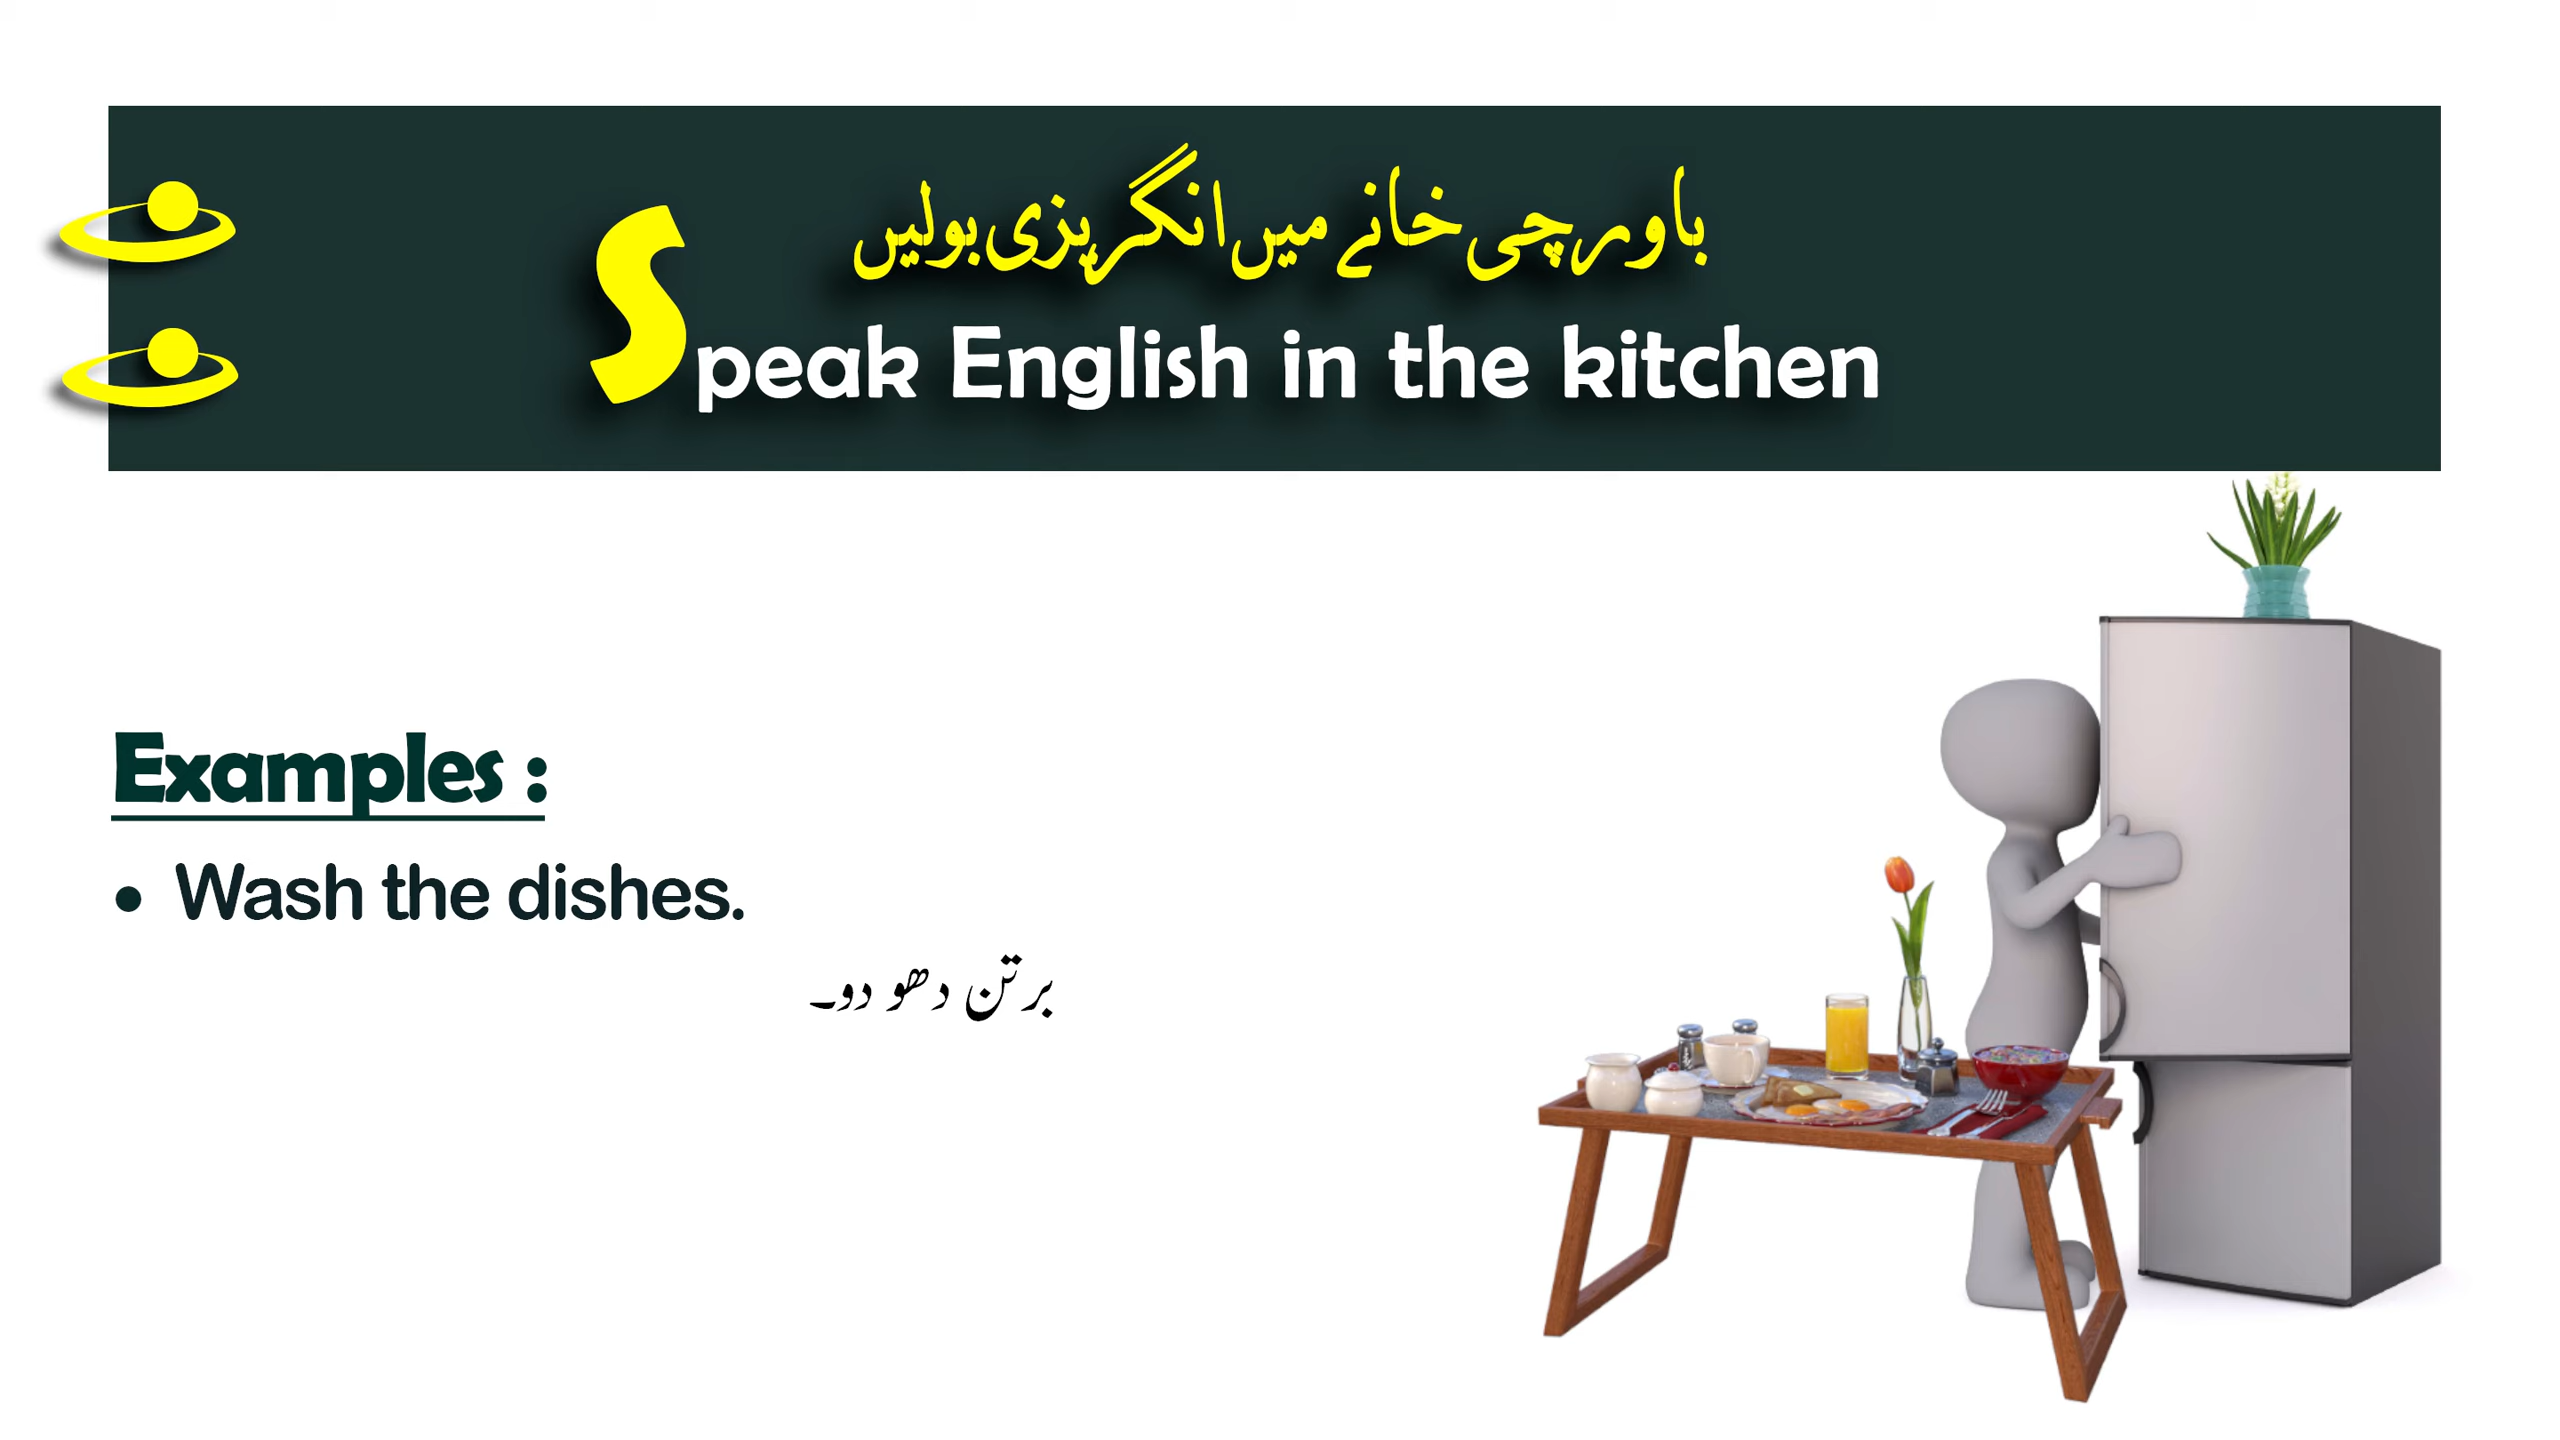 باورچی خانے میں انگریزی بولیں
Speak English in the kitchen
Examples :
• Wash the dishes.
برتن دھو دو۔